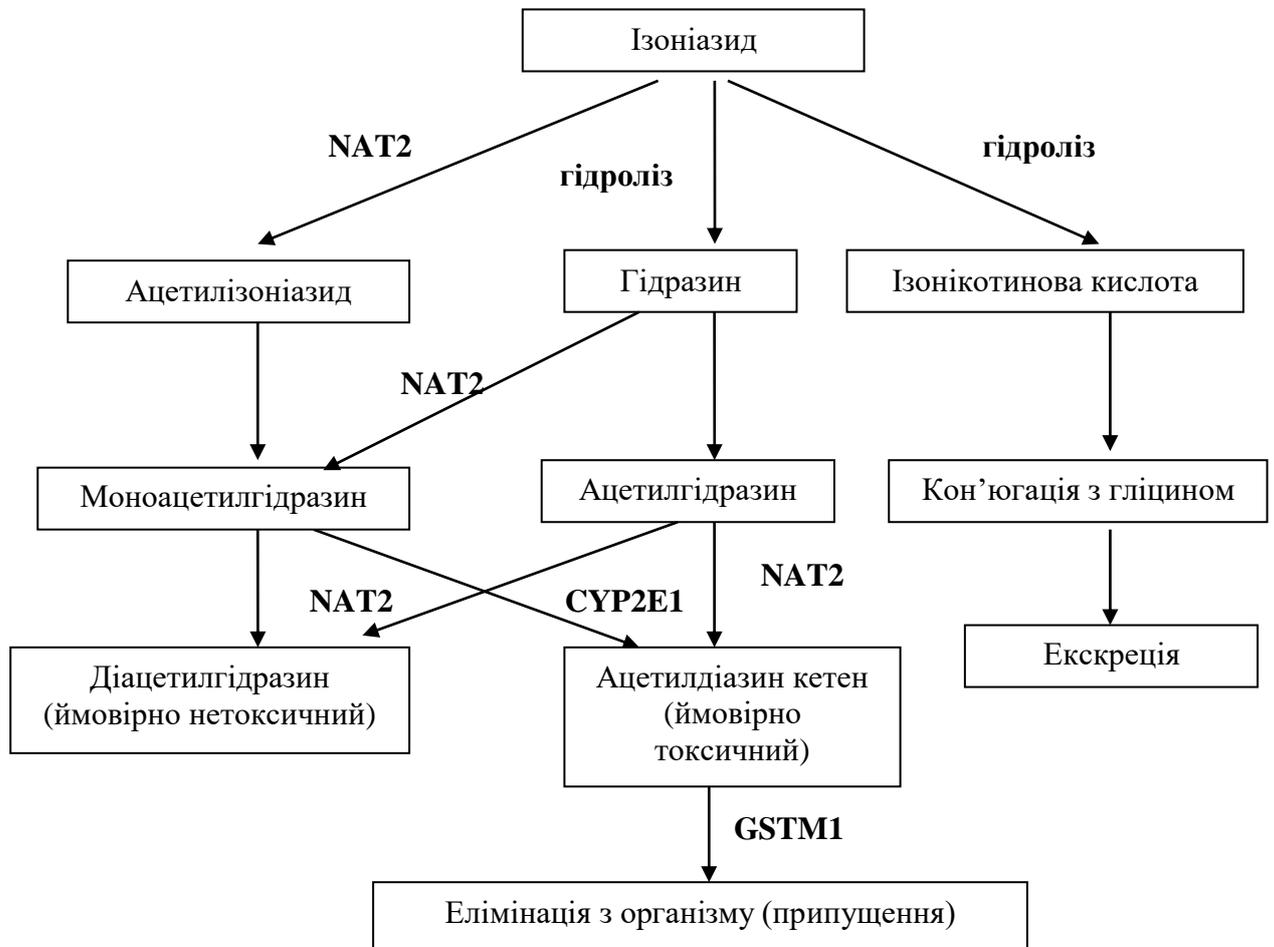 Ізоніазид
NAT2
гідроліз
гідроліз
Ацетилізоніазид
Гідразин
Ізонікотинова кислота
NAT2
Моноацетилгідразин
Ацетилгідразин
Кон’югація з гліцином
NAT2
CYP2E1
NAT2
Діацетилгідразин
(ймовірно нетоксичний)
Ацетилдіазин кетен
(ймовірно
токсичний)
Екскреція
GSTM1
Елімінація з організму (припущення)